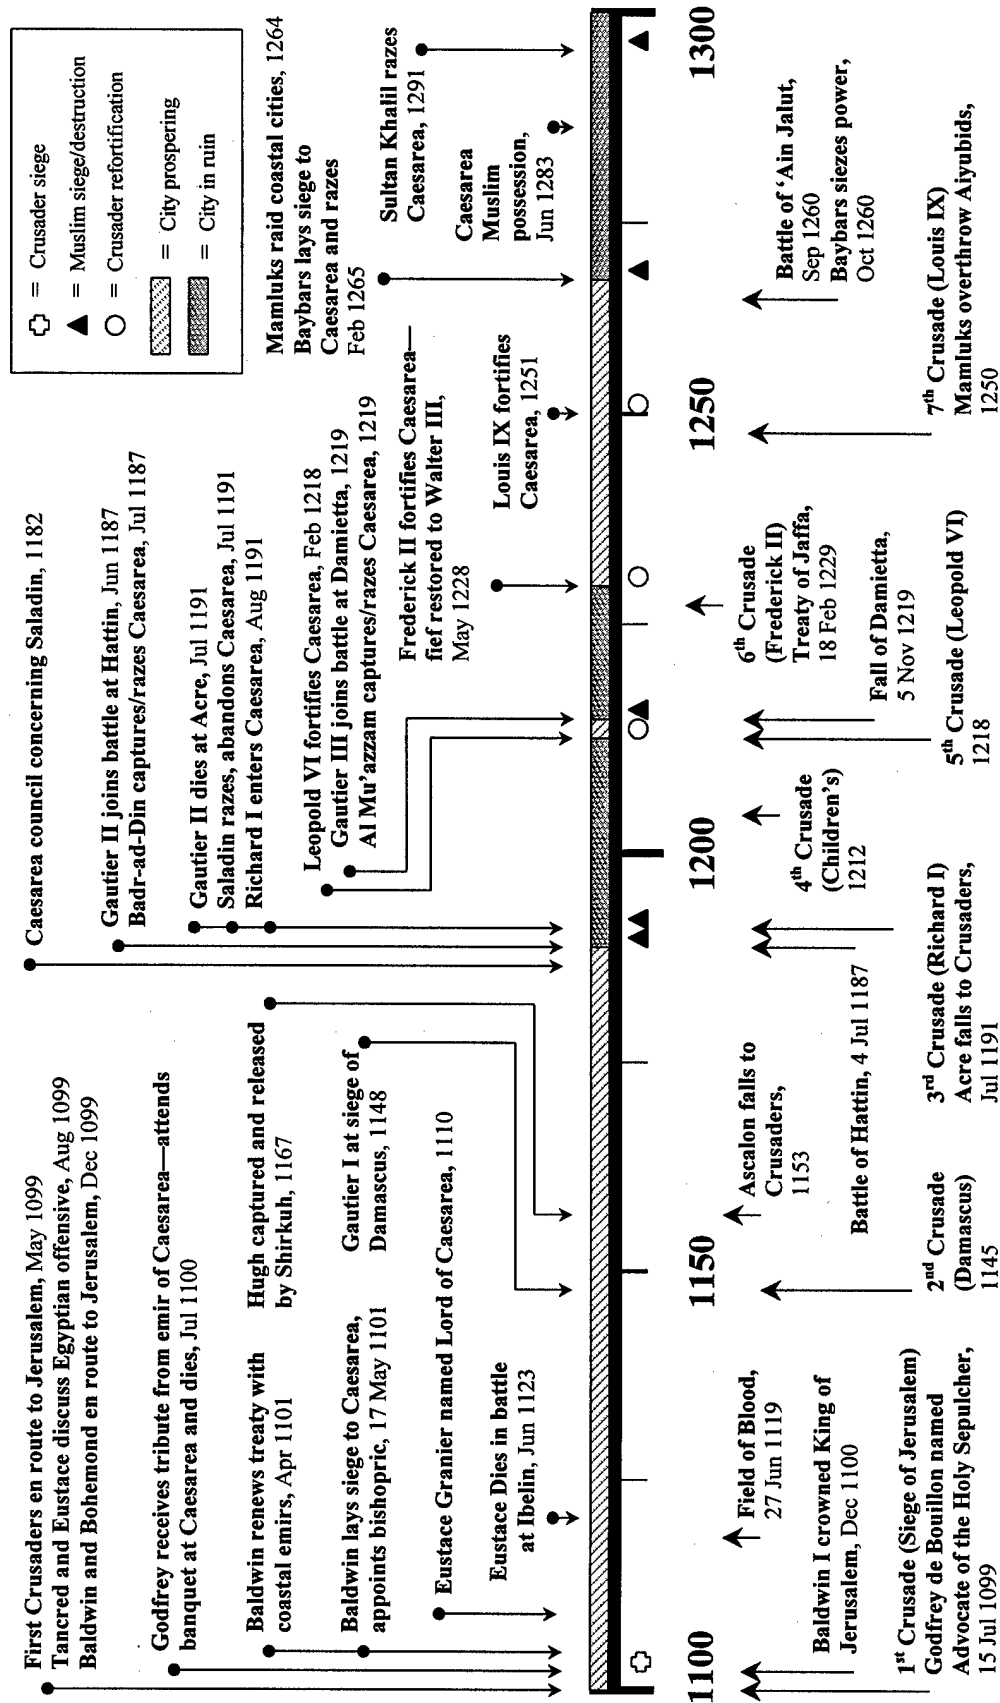 = Crusader siege
= Muslim siege/destruction
= Crusader refortification
= City prospering
= City in ruin
First Crusaders en route to Jerusalem, May 1099
Tancred and Eustace discuss Egyptian offensive, Aug 1099
Baldwin and Bohemond en route to Jerusalem, Dec 1099
Godfrey receives tribute from emir of Caesarea—attends
banquet at Caesarea and dies, Jul 1100
Baldwin renews treaty with
coastal emirs, Apr 1101
Baldwin lays siege to Caesarea,
appoints bishopric, 17 May 1101
Eustace Granier named Lord of Caesarea, 1110
Eustace Dies in battle
at Ibelin, Jun 1123
Hugh captured and released
by Shirkuh, 1167
Gautier I at siege of
Damascus, 1148
Caesarea council concerning Saladin, 1182
Gautier II joins battle at Hattin, Jun 1187
Badr-ad-Din captures/razes Caesarea, Jul 1187
Gautier II dies at Acre, Jul 1191
Saladin razes, abandons Caesarea, Jul 1191
Richard I enters Caesarea, Aug 1191
Leopold VI fortifies Caesarea, Feb 1218
Gautier III joins battle at Damietta, 1219
Al Mu'azzam captures/razes Caesarea, 1219
Frederick II fortifies Caesarea—
fief restored to Walter III,
May 1228
Louis IX fortifies
Caesarea, 1251
Mamluks raid coastal cities, 1264
Baybars lays siege to
Caesarea and razes
Feb 1265
Sultan Khalil razes
Caesarea, 1291
Caesarea
Muslim
possession,
Jun 1283
1100
1150
1200
1250
1300
Field of Blood,
27 Jun 1119
Baldwin I crowned King of
Jerusalem, Dec 1100
1st Crusade (Siege of Jerusalem)
Godfrey de Bouillon named
Advocate of the Holy Sepulcher,
15 Jul 1099
Ascalon falls to
Crusaders,
1153
Battle of Hattin, 4 Jul 1187
2nd Crusade
(Damascus)
1145
3rd Crusade (Richard I)
Acre falls to Crusaders,
Jul 1191
4th Crusade
(Children's)
1212
6th Crusade
(Frederick II)
Treaty of Jaffa,
18 Feb 1229
Fall of Damietta,
5 Nov 1219
5th Crusade (Leopold VI)
1218
Battle of ‘Ain Jalut,
Sep 1260
Baybars siezes power,
Oct 1260
7th Crusade (Louis IX)
Mamluks overthrow Aiyubids,
1250